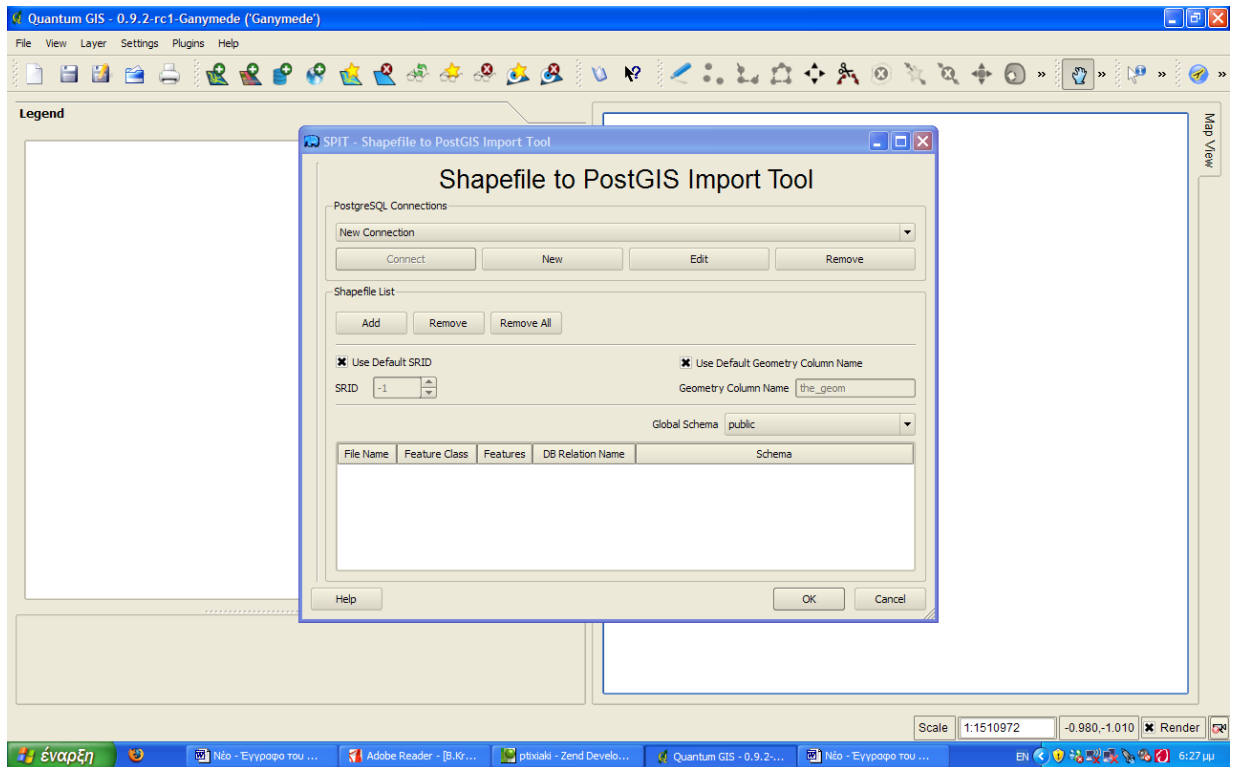 Quantum GIS - 0.9.2-rc1-Ganymede ('Ganymede')
File View Layer Settings Plugins Help
Legend
Map View
SPIT - Shapefile to PostGIS Import Tool
Shapefile to PostGIS Import Tool
PostgreSQL Connections
New Connection
Connect New Edit Remove
Shapefile List
Add Remove Remove All
Use Default SRID Use Default Geometry Column Name
SRID -1 Geometry Column Name the_geom
Global Schema public
File Name Feature Class Features DB Relation Name Schema
Help OK Cancel
Scale 1:1510972 -0.980,-1.010 Render
έναρξη Νέο - Έγγραφο του ... Adobe Reader - [B.Kr... ptixiaki - Zend Develo... Quantum GIS - 0.9.2-... Νέο - Έγγραφο του ... EN 6:27 μμ